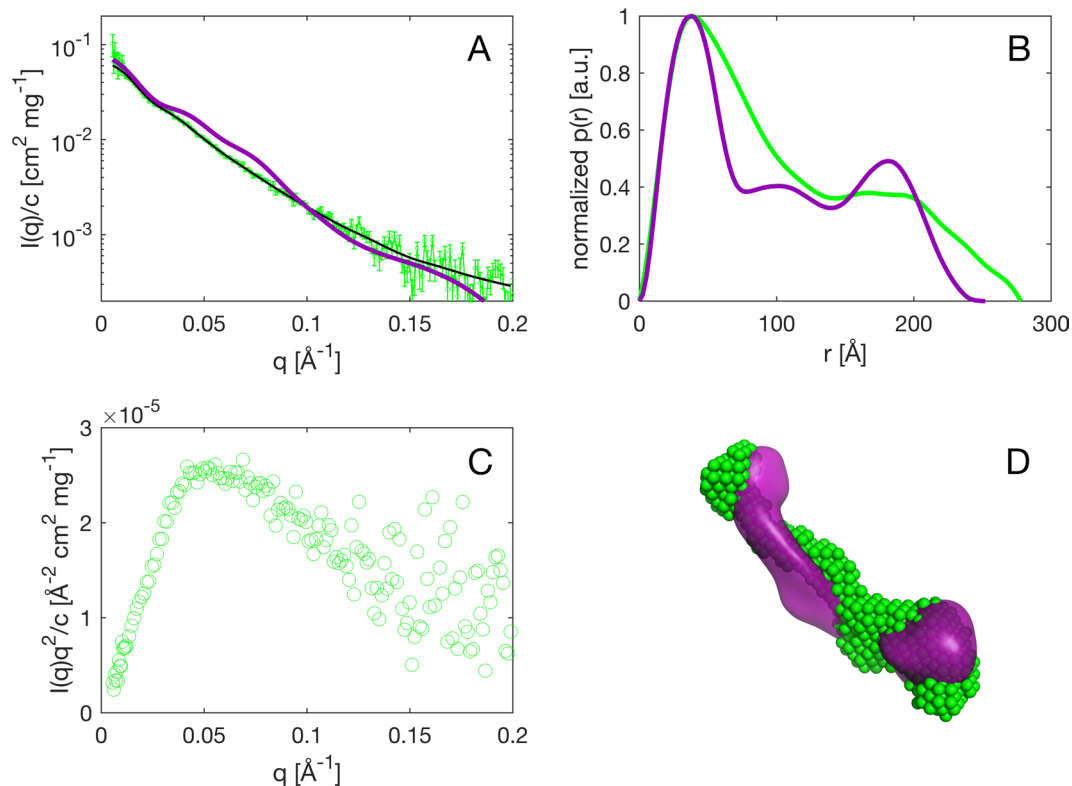 A
10⁻¹
10⁻²
10⁻³
I(q)/c [cm² mg⁻¹]
0 0.05 0.1 0.15 0.2
q [Å⁻¹]
B
1
0.8
0.6
0.4
0.2
0
normalized p(r) [a.u.]
0 100 200 300
r [Å]
C
×10⁻⁵
3
2
1
0
I(q)q²/c [Å⁻² cm² mg⁻¹]
0 0.05 0.1 0.15 0.2
q [Å⁻¹]
D